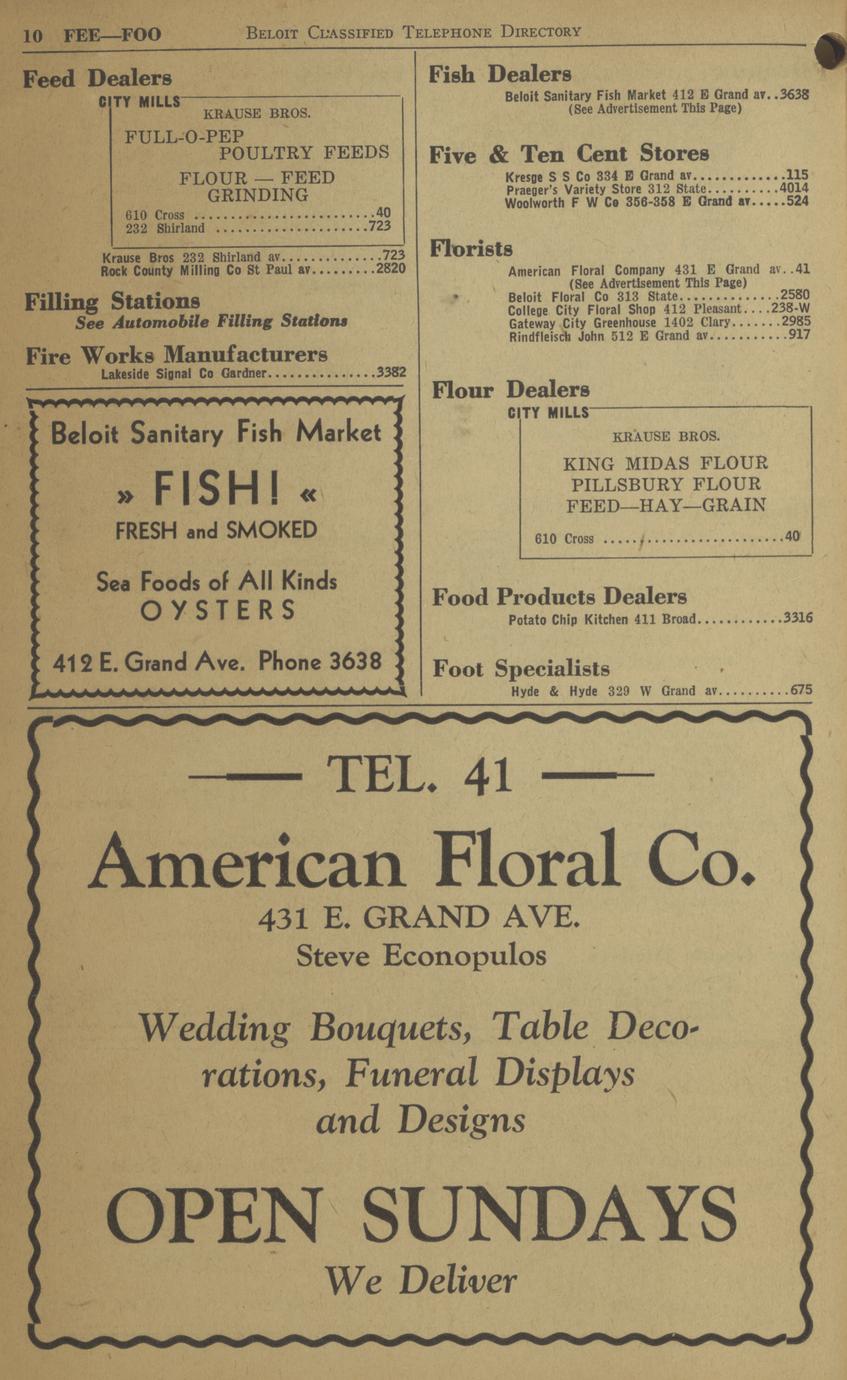 10 FEE—FOO BELOIT CLASSIFIED TELEPHONE DIRECTORY
Feed Dealers
CITY MILLS
KRAUSE BROS.
FULL-O-PEP
POULTRY FEEDS
FLOUR — FEED
GRINDING
610 Cross ..........................40
232 Shirland ......................723
Krause Bros 232 Shirland av..............723
Rock County Milling Co St Paul av.........2820
Filling Stations
See Automobile Filling Stations
Fire Works Manufacturers
Lakeside Signal Co Gardner...............3382
Beloit Sanitary Fish Market
» FISH! «
FRESH and SMOKED
Sea Foods of All Kinds
OYSTERS
412 E. Grand Ave. Phone 3638
Fish Dealers
Beloit Sanitary Fish Market 412 E Grand av..3638
(See Advertisement This Page)
Five & Ten Cent Stores
Kresge S S Co 334 E Grand av.............115
Praeger's Variety Store 312 State..........4014
Woolworth F W Co 356-358 E Grand av.....524
Florists
American Floral Company 431 E Grand av..41
(See Advertisement This Page)
Beloit Floral Co 313 State..............2580
College City Floral Shop 412 Pleasant....238-W
Gateway City Greenhouse 1402 Clary.......2985
Rindfleisch John 512 E Grand av...........917
Flour Dealers
CITY MILLS
KRAUSE BROS.
KING MIDAS FLOUR
PILLSBURY FLOUR
FEED—HAY—GRAIN
610 Cross ..........................40
Food Products Dealers
Potato Chip Kitchen 411 Broad............3316
Foot Specialists
Hyde & Hyde 329 W Grand av..........675
TEL. 41
American Floral Co.
431 E. GRAND AVE.
Steve Econopulos
Wedding Bouquets, Table Deco-
rations, Funeral Displays
and Designs
OPEN SUNDAYS
We Deliver